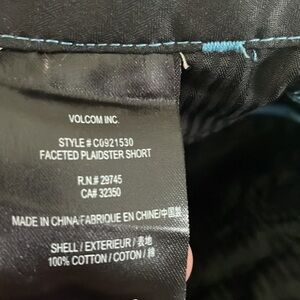 VOLCOM INC.
STYLE # C0921530
FACETED PLAIDSTER SHORT
R.N.# 29745
CA# 32350
MADE IN CHINA/FABRIQUE EN CHINE/中国製
SHELL / EXTERIEUR / 表地
100% COTTON / COTON / 綿